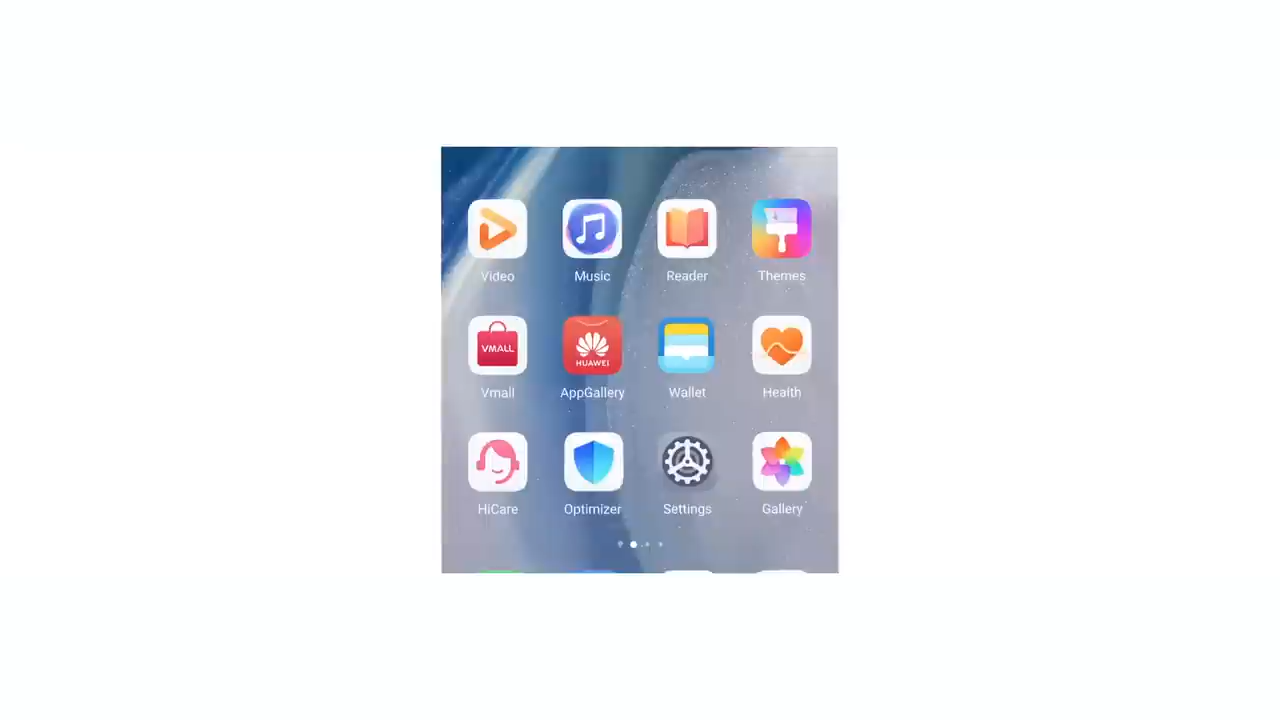 Video Music Reader Themes
VMALL HUAWEI
Vmall AppGallery Wallet Health
HiCare Optimizer Settings Gallery